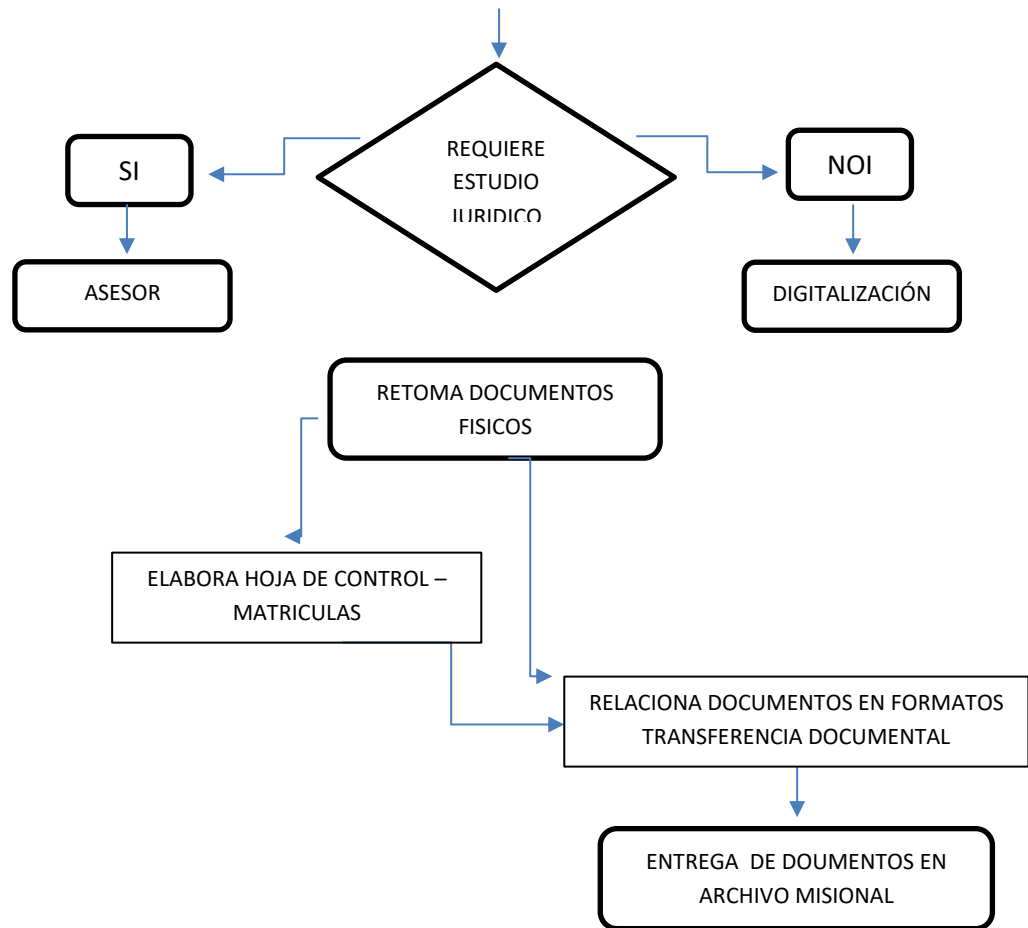 REQUIERE
ESTUDIO
JURIDICO
SI
NOI
ASESOR
DIGITALIZACIÓN
RETOMA DOCUMENTOS
FISICOS
ELABORA HOJA DE CONTROL –
MATRICULAS
RELACIONA DOCUMENTOS EN FORMATOS
TRANSFERENCIA DOCUMENTAL
ENTREGA DE DOUMENTOS EN
ARCHIVO MISIONAL